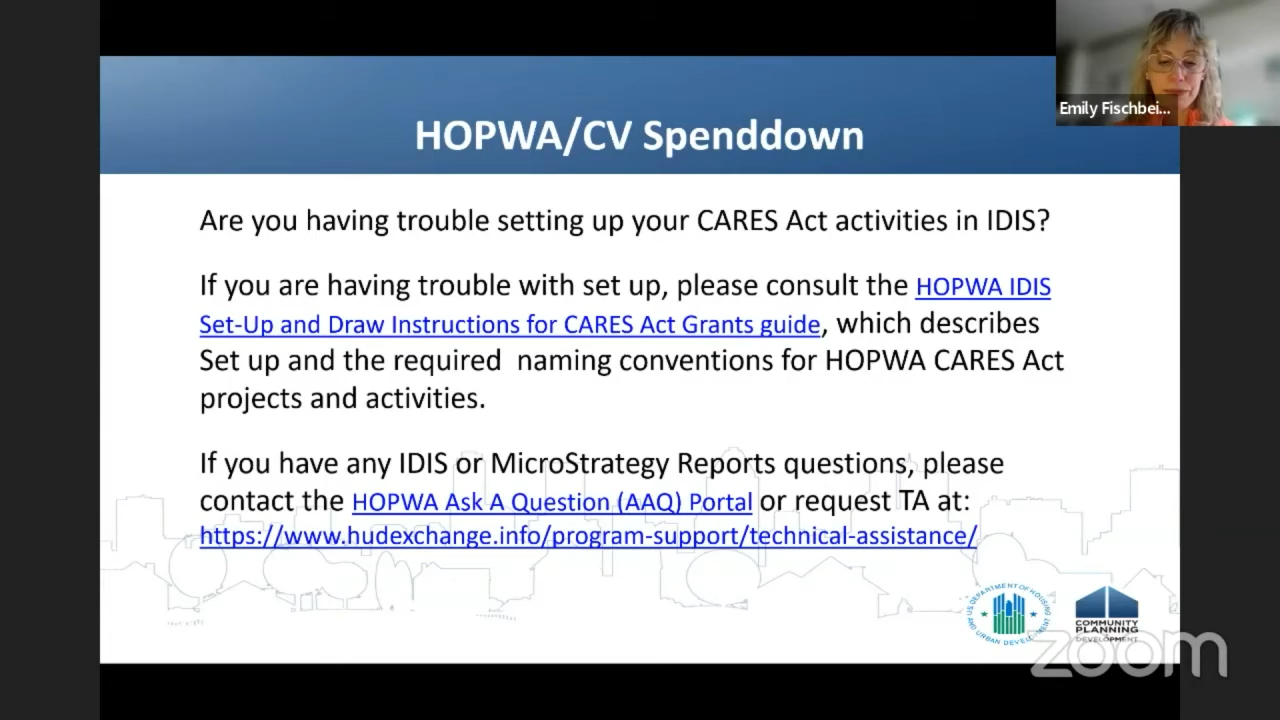 Emily Fischbei...
HOPWA/CV Spenddown
Are you having trouble setting up your CARES Act activities in IDIS?
If you are having trouble with set up, please consult the HOPWA IDIS
Set-Up and Draw Instructions for CARES Act Grants guide, which describes
Set up and the required  naming conventions for HOPWA CARES Act
projects and activities.
If you have any IDIS or MicroStrategy Reports questions, please
contact the HOPWA Ask A Question (AAQ) Portal or request TA at:
https://www.hudexchange.info/program-support/technical-assistance/
U.S. DEPARTMENT OF HOUSING
AND URBAN DEVELOPMENT
COMMUNITY
PLANNING
DEVELOPMENT
zoom